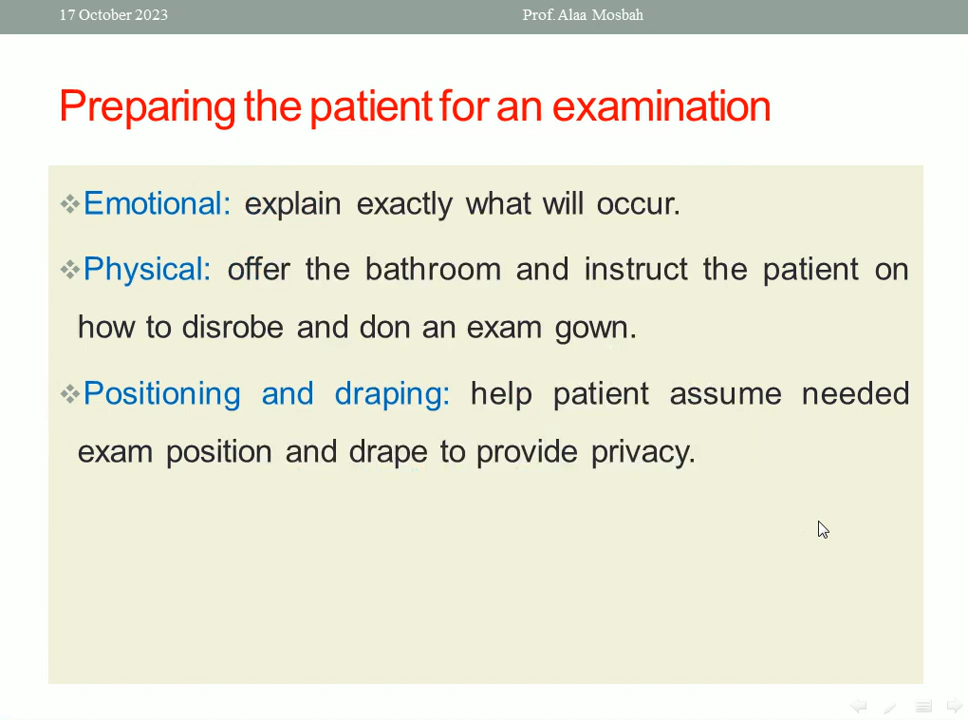 17 October 2023 Prof. Alaa Mosbah
Preparing the patient for an examination
❖Emotional: explain exactly what will occur.
❖Physical: offer the bathroom and instruct the patient on
how to disrobe and don an exam gown.
❖Positioning and draping: help patient assume needed
exam position and drape to provide privacy.